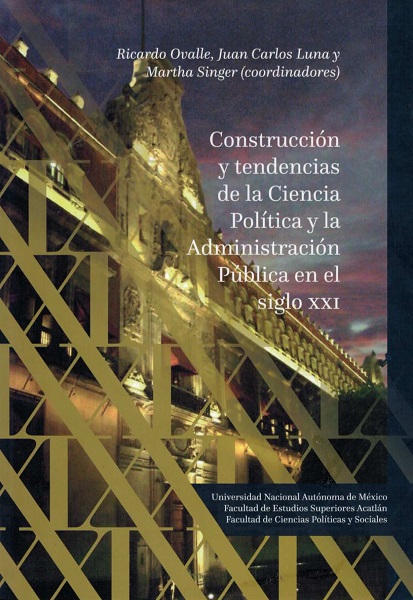 Ricardo Ovalle, Juan Carlos Luna y
Martha Singer (coordinadores)
Construcción
y tendencias
de la Ciencia
Política y la
Administración
Pública en el
siglo XXI
Universidad Nacional Autónoma de México
Facultad de Estudios Superiores Acatlán
Facultad de Ciencias Políticas y Sociales